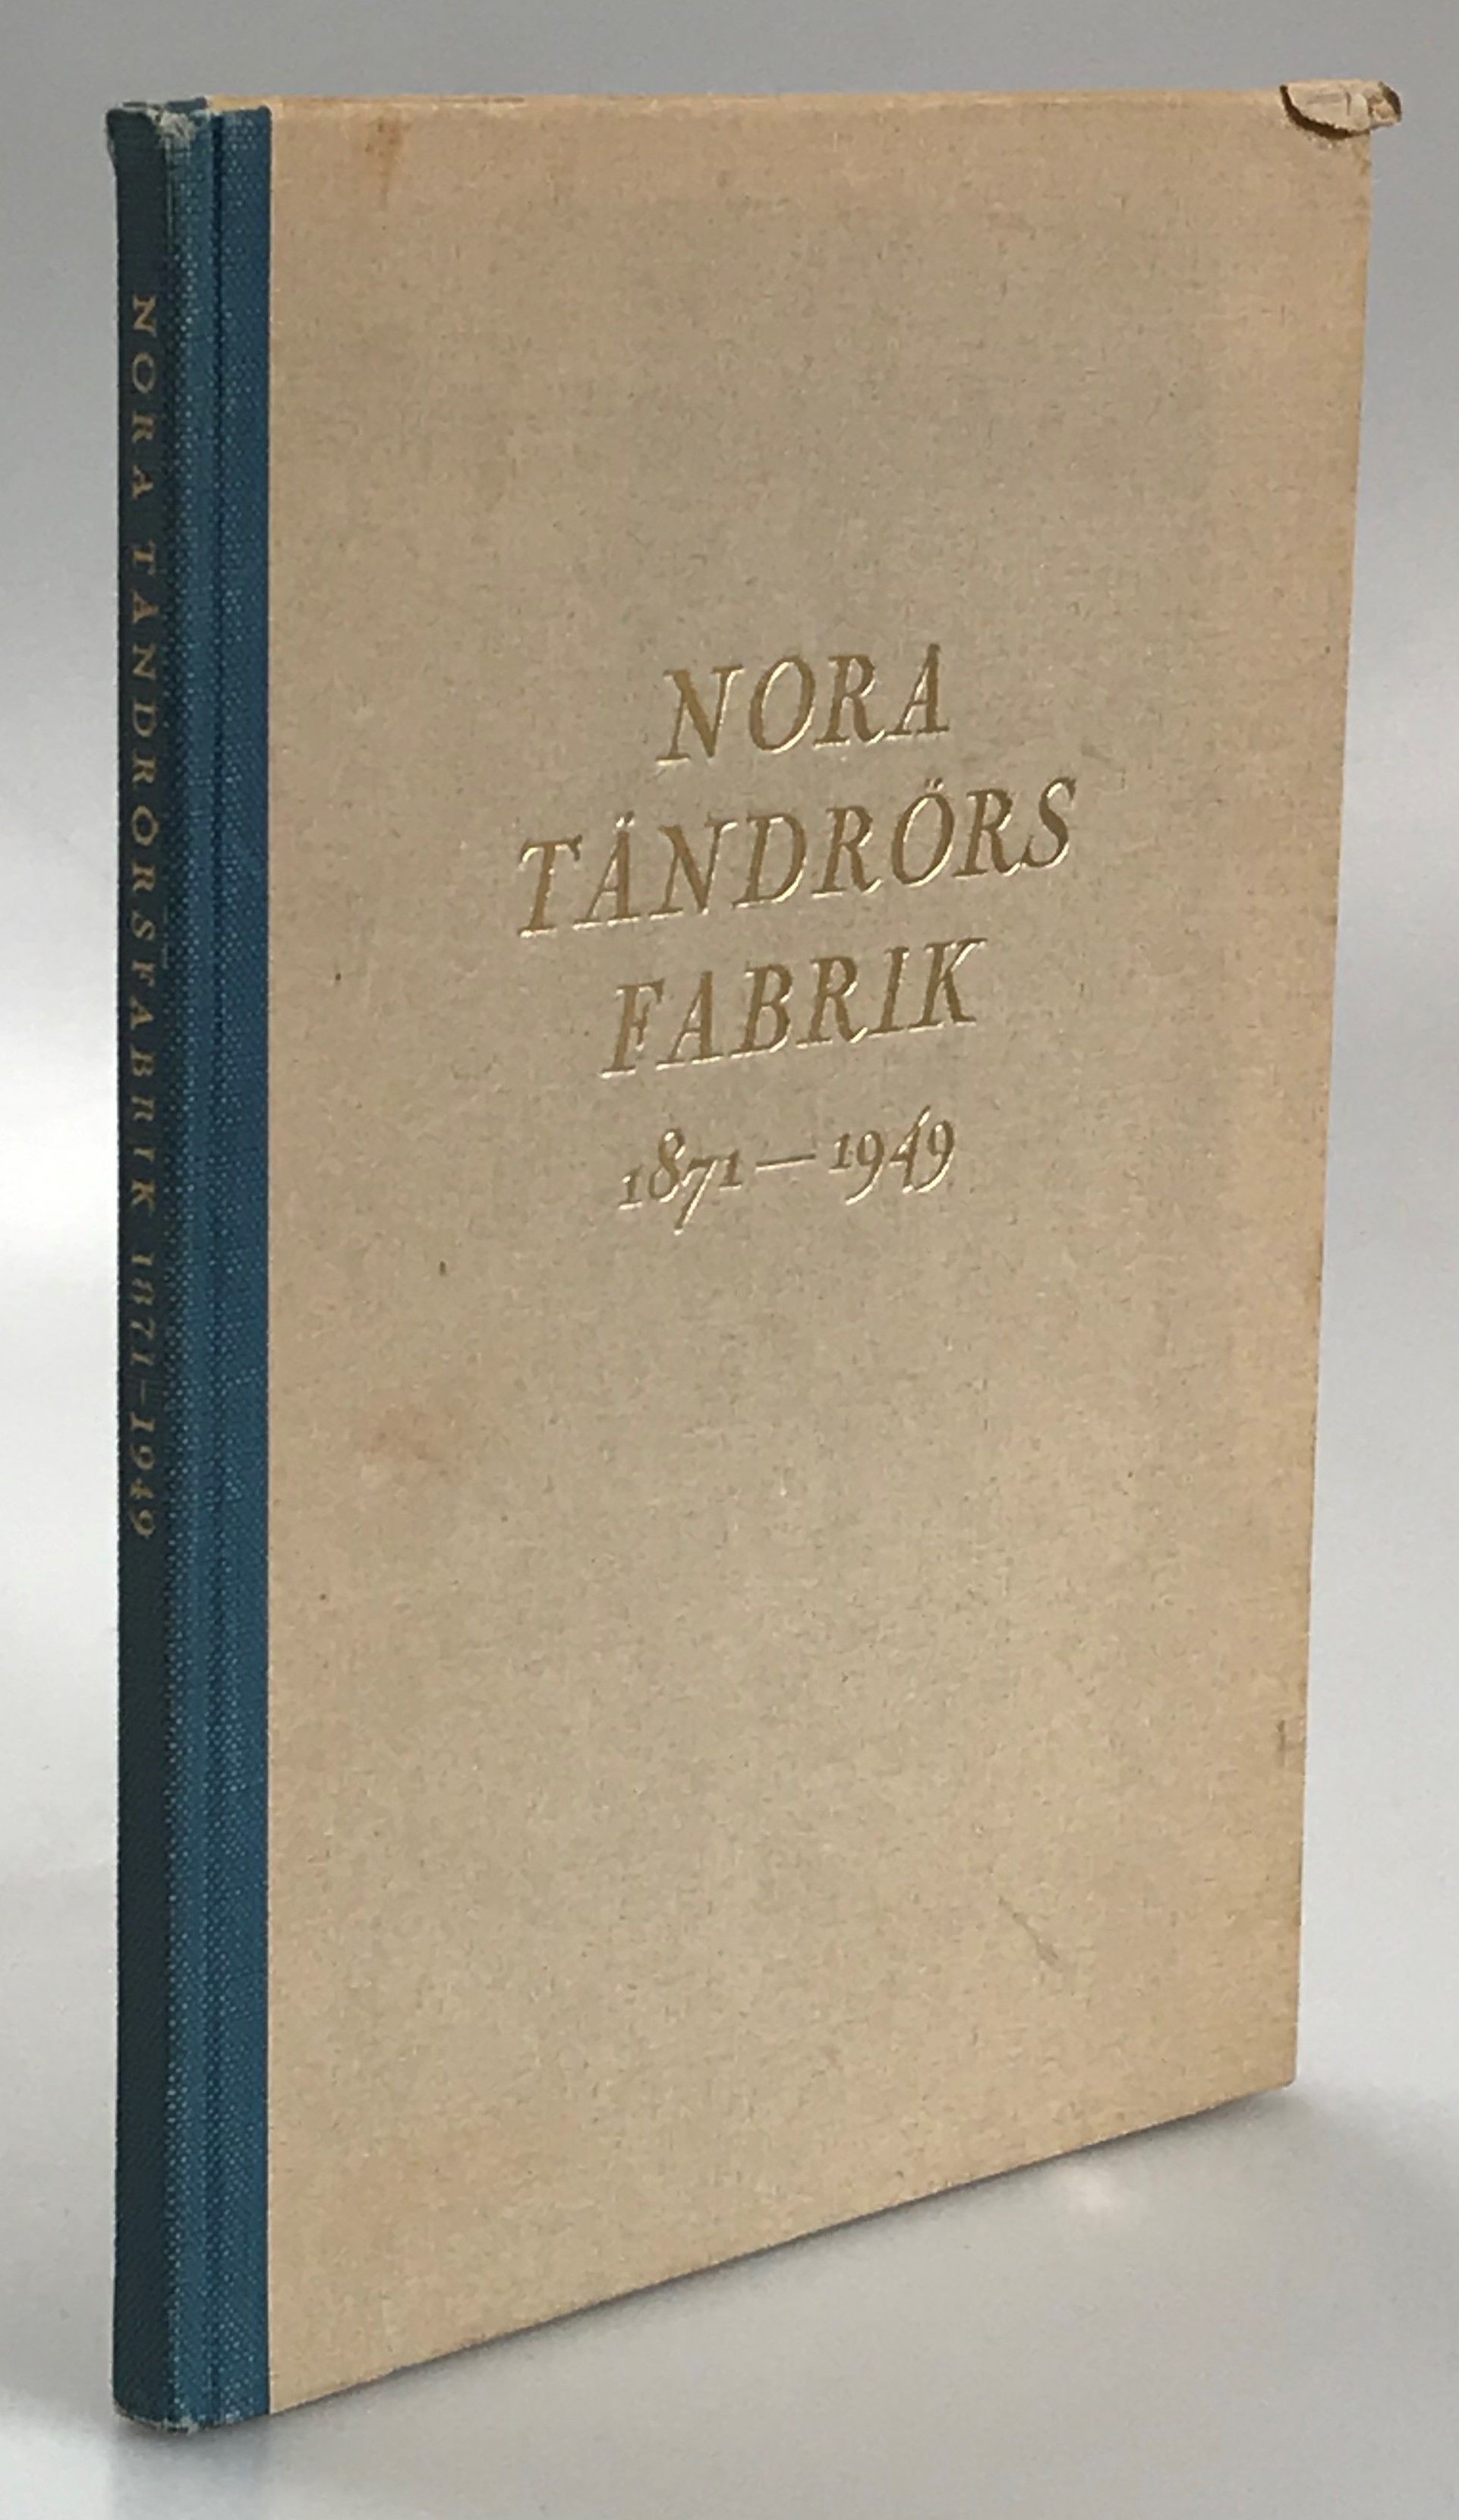 NORA TÄNDRÖRSFABRIK 1871–1949
NORA
TÄNDRÖRS
FABRIK
1871—1949